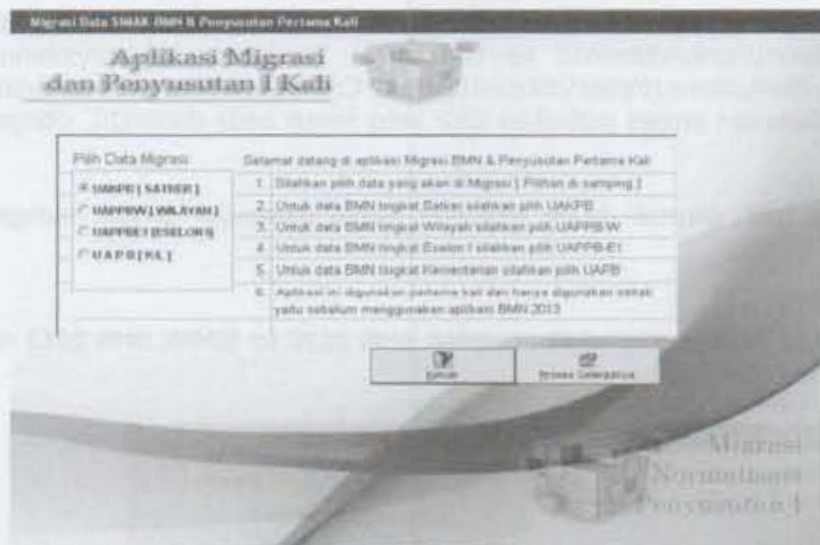 Migrasi Data SIMAK BMN & Penyusutan Pertama Kali
Aplikasi Migrasi
dan Penyusutan I Kali
Pilih Data Migrasi
UAKPB [ SATKER ]
UAPPBW [ WILAYAH ]
UAPPBE1 [ESELON I]
U A P B [ K/L ]
Selamat datang di aplikasi Migrasi BMN & Penyusutan Pertama Kali
1. Silahkan pilih data yang akan di Migrasi [ Pilihan di samping ]
2. Untuk data BMN tingkat Satker silahkan pilih UAKPB
3. Untuk data BMN tingkat Wilayah silahkan pilih UAPPB-W
4. Untuk data BMN tingkat Eselon I silahkan pilih UAPPB-E1
5. Untuk data BMN tingkat Kementerian silahkan pilih UAPB
6. Aplikasi ini digunakan pertama kali dan hanya digunakan sekali
yaitu sebelum menggunakan aplikasi BMN 2013
Keluar
Proses Selanjutnya
Migrasi
Normalisasi
Penyusutan I